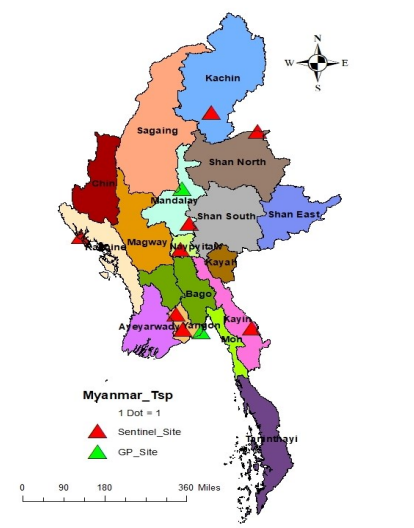 N
W E
S
Kachin
Sagaing
Shan North
Chin
Mandalay
Shan South
Shan East
Rakhine
Magway
Naypyitaw
Kayah
Bago
Ayeyarwady
Yangon
Kayin
Mon
Myanmar_Tsp
1 Dot = 1
Sentinel_Site
GP_Site
Taninthayi
0 90 180 360 Miles